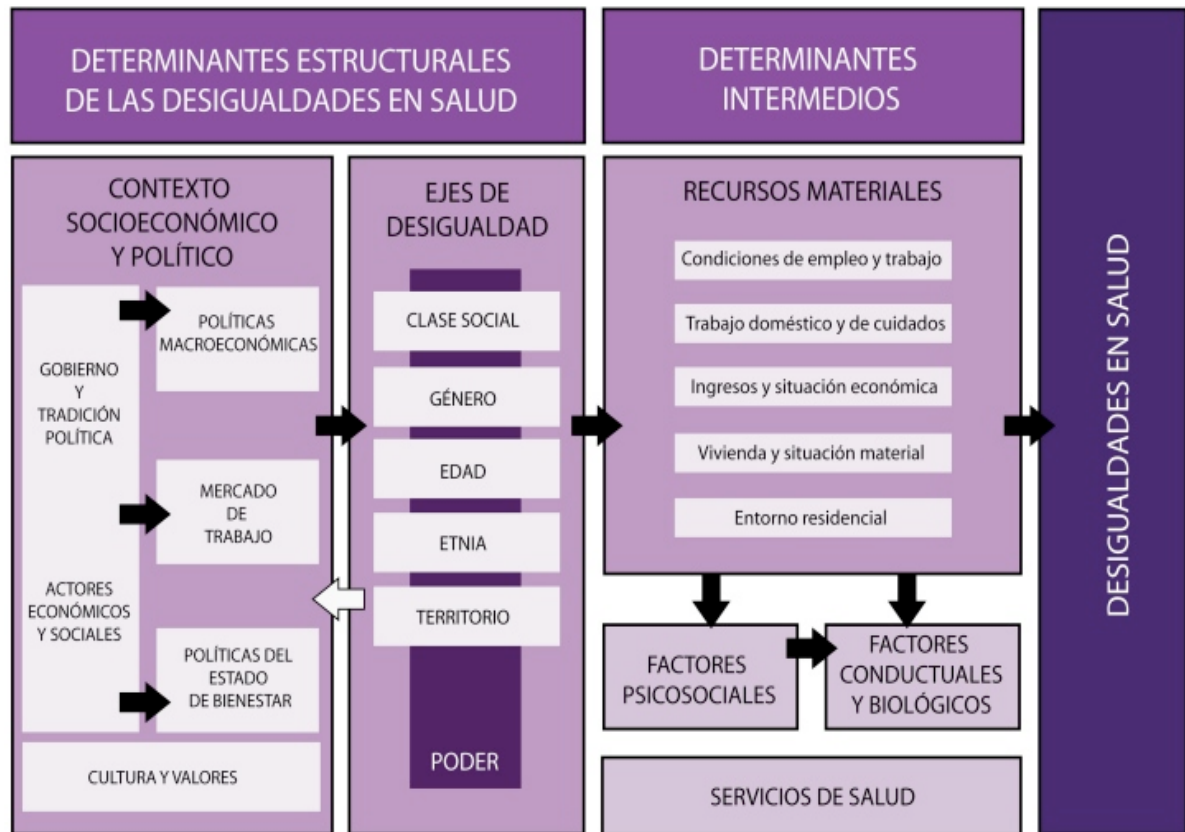 DETERMINANTES ESTRUCTURALES
DE LAS DESIGUALDADES EN SALUD
DETERMINANTES
INTERMEDIOS
CONTEXTO
SOCIOECONÓMICO
Y POLÍTICO
GOBIERNO
Y
TRADICIÓN
POLÍTICA
ACTORES
ECONÓMICOS
Y SOCIALES
POLÍTICAS
MACROECONÓMICAS
MERCADO
DE
TRABAJO
POLÍTICAS DEL
ESTADO
DE BIENESTAR
CULTURA Y VALORES
EJES DE
DESIGUALDAD
CLASE SOCIAL
GÉNERO
EDAD
ETNIA
TERRITORIO
PODER
RECURSOS MATERIALES
Condiciones de empleo y trabajo
Trabajo doméstico y de cuidados
Ingresos y situación económica
Vivienda y situación material
Entorno residencial
FACTORES
PSICOSOCIALES
FACTORES
CONDUCTUALES
Y BIOLÓGICOS
SERVICIOS DE SALUD
DESIGUALDADES EN SALUD